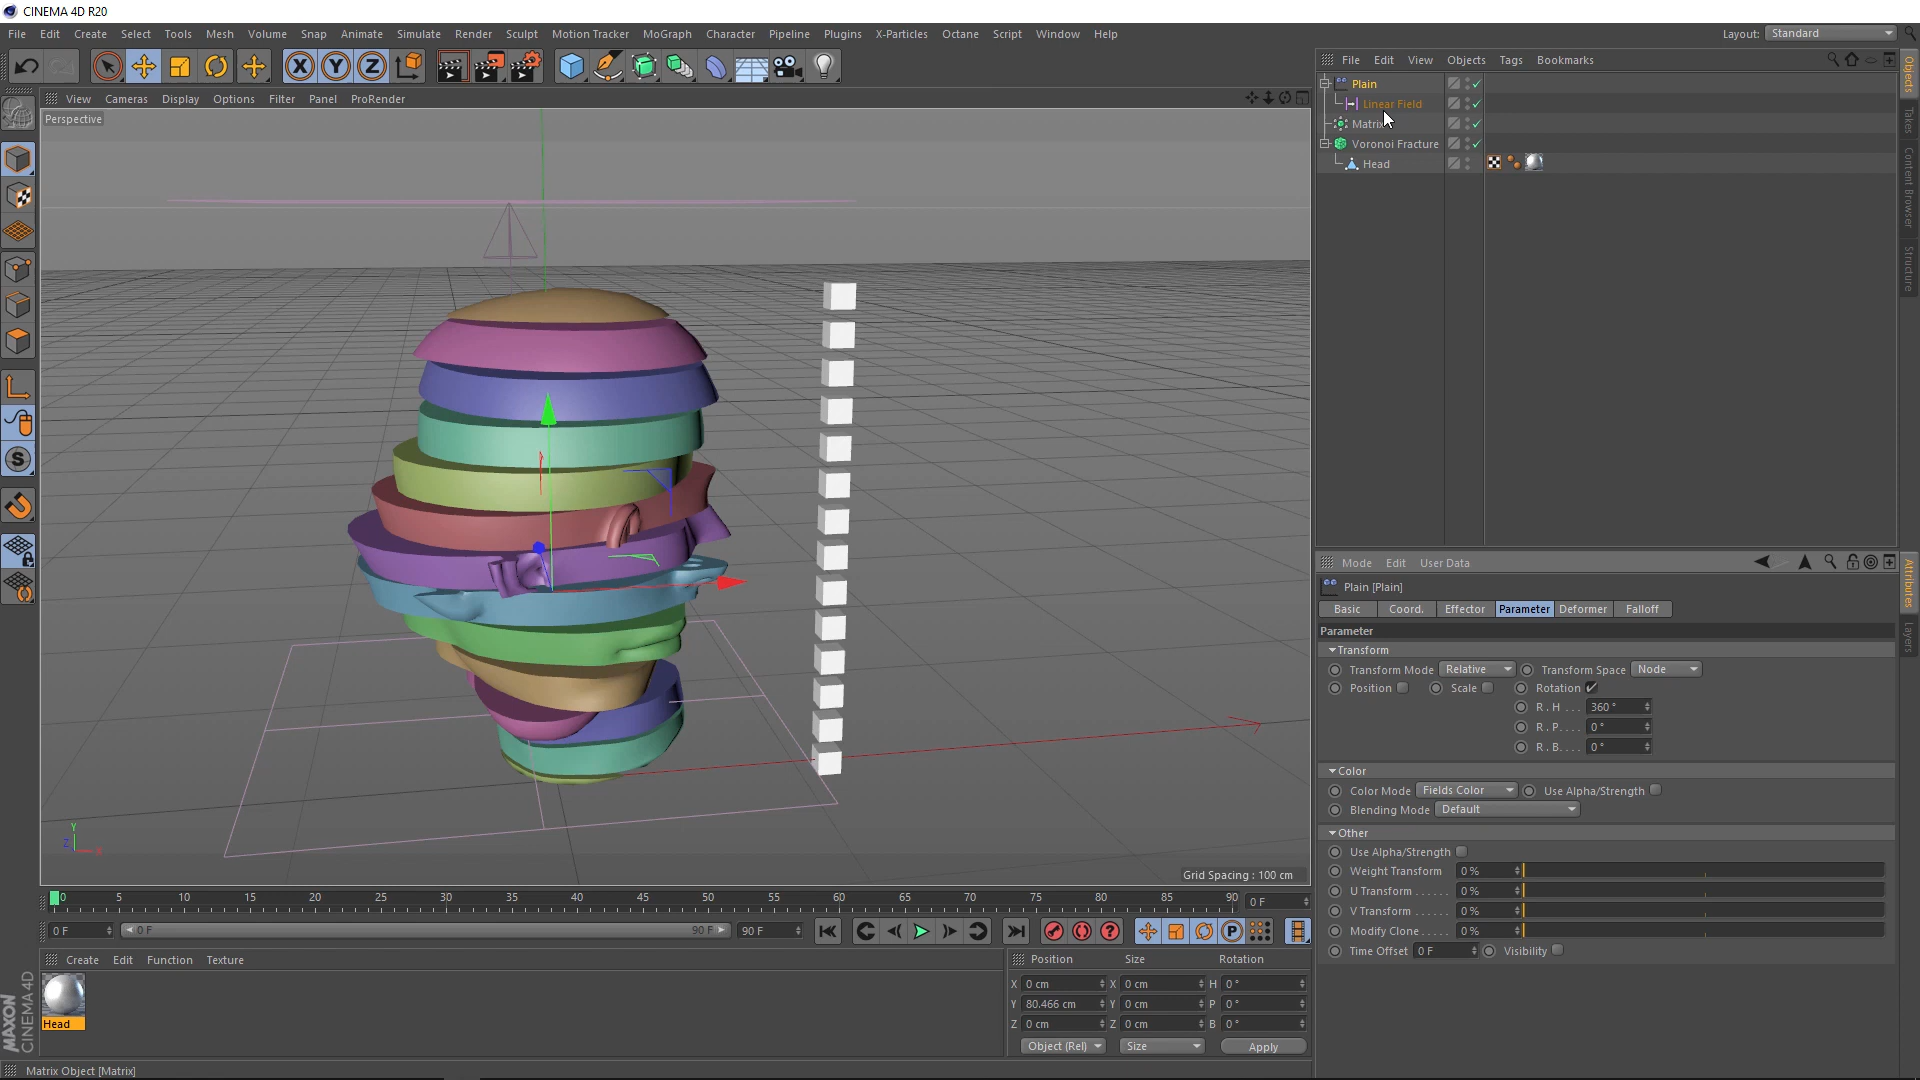 CINEMA 4D R20
File Edit Create Select Tools Mesh Volume Snap Animate Simulate Render Sculpt Motion Tracker MoGraph Character Pipeline Plugins X-Particles Octane Script Window Help
Layout: Standard
X Y Z
View Cameras Display Options Filter Panel ProRender
Perspective
File Edit View Objects Tags Bookmarks
Plain
Linear Field
Matrix
Voronoi Fracture
Head
Objects
Takes
Content Browser
Structure
Mode Edit User Data
Plain [Plain]
Basic Coord. Effector Parameter Deformer Falloff
Parameter
Transform
Transform Mode Relative Transform Space Node
Position Scale Rotation
R . H . . . 360 °
R . P . . . . 0 °
R . B . . . . 0 °
Color
Color Mode Fields Color Use Alpha/Strength
Blending Mode Default
Other
Use Alpha/Strength
Weight Transform 0 %
U Transform . . . . . . 0 %
V Transform . . . . . . 0 %
Modify Clone . . . . . 0 %
Time Offset 0 F Visibility
Attributes
Layers
Y
Z X
Grid Spacing : 100 cm
0 5 10 15 20 25 30 35 40 45 50 55 60 65 70 75 80 85 90 0 F
0 F 0 F 90 F 90 F
Create Edit Function Texture
Head
MAXON
CINEMA 4D
Position Size Rotation
X 0 cm X 0 cm H 0 °
Y 80.466 cm Y 0 cm P 0 °
Z 0 cm Z 0 cm B 0 °
Object (Rel) Size Apply
Matrix Object [Matrix]